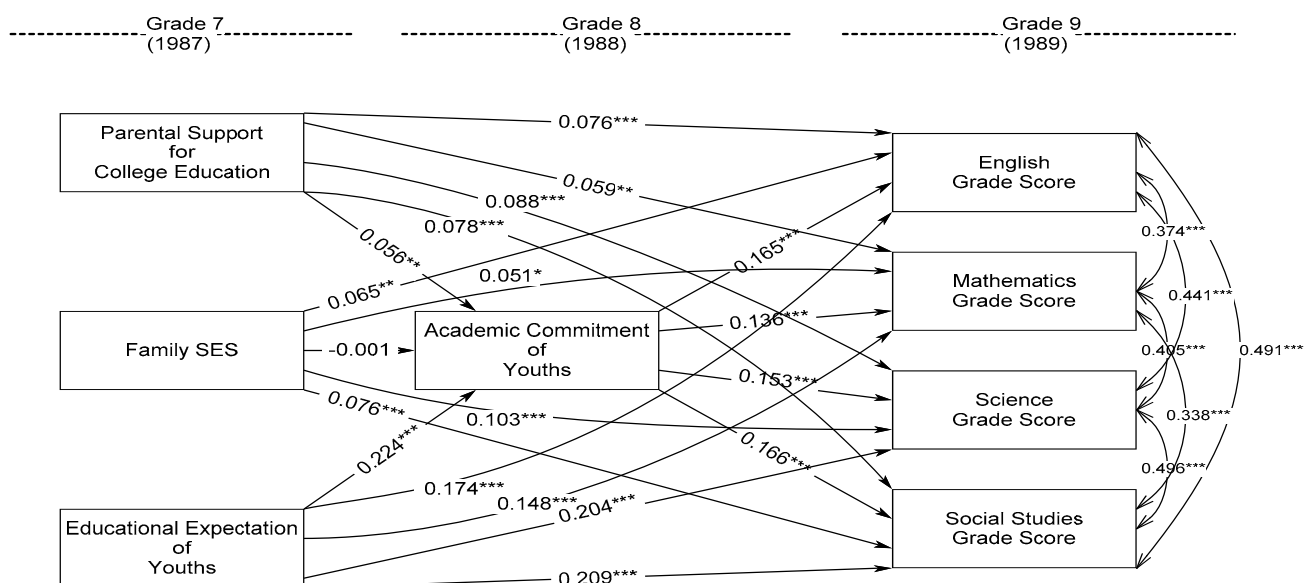 Grade 7
(1987)
Grade 8
(1988)
Grade 9
(1989)
Parental Support
for
College Education
Family SES
Educational Expectation
of
Youths
Academic Commitment
of
Youths
English
Grade Score
Mathematics
Grade Score
Science
Grade Score
Social Studies
Grade Score
0.076***
0.059**
0.088***
0.078***
0.056**
0.065**
0.051*
-0.001
0.076***
0.103***
0.224***
0.174***
0.148***
0.204***
0.209***
0.165***
0.136***
0.153***
0.166***
0.374***
0.441***
0.405***
0.491***
0.338***
0.496***